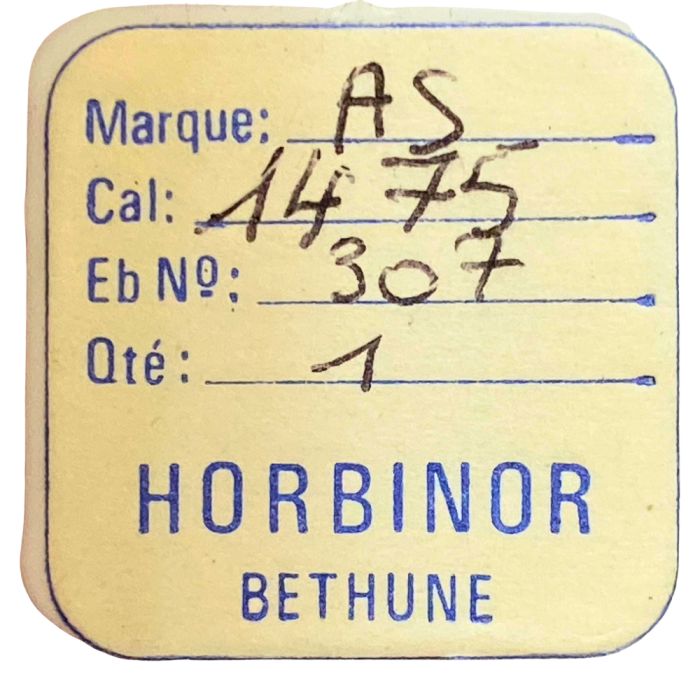 Marque: AS
Cal: 1475
Eb Nº: 307
Qté: 1
HORBINOR
BETHUNE